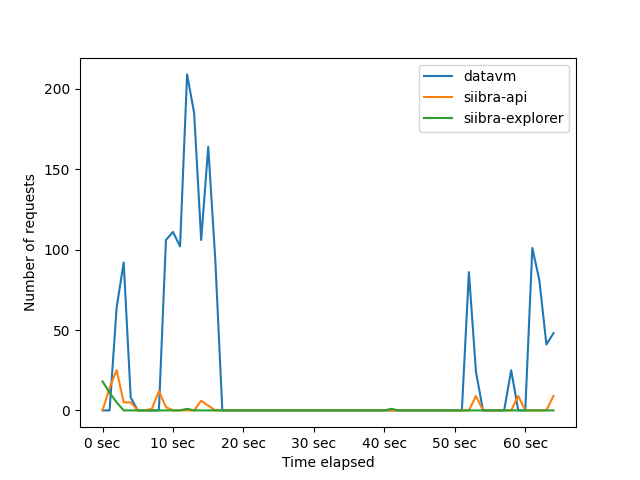 datavm
siibra-api
siibra-explorer
200
150
100
50
0
Number of requests
0 sec 10 sec 20 sec 30 sec 40 sec 50 sec 60 sec
Time elapsed